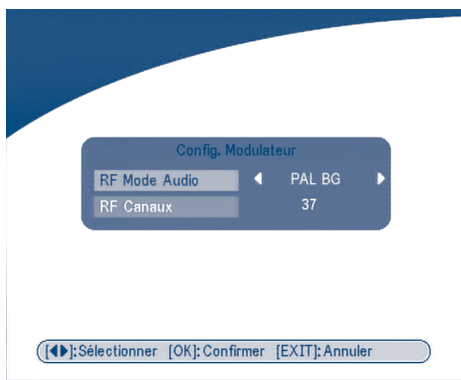 Config. Modulateur
RF Mode Audio ◀ PAL BG ▶
RF Canaux 37
[◀▶]:Sélectionner [OK]:Confirmer [EXIT]:Annuler